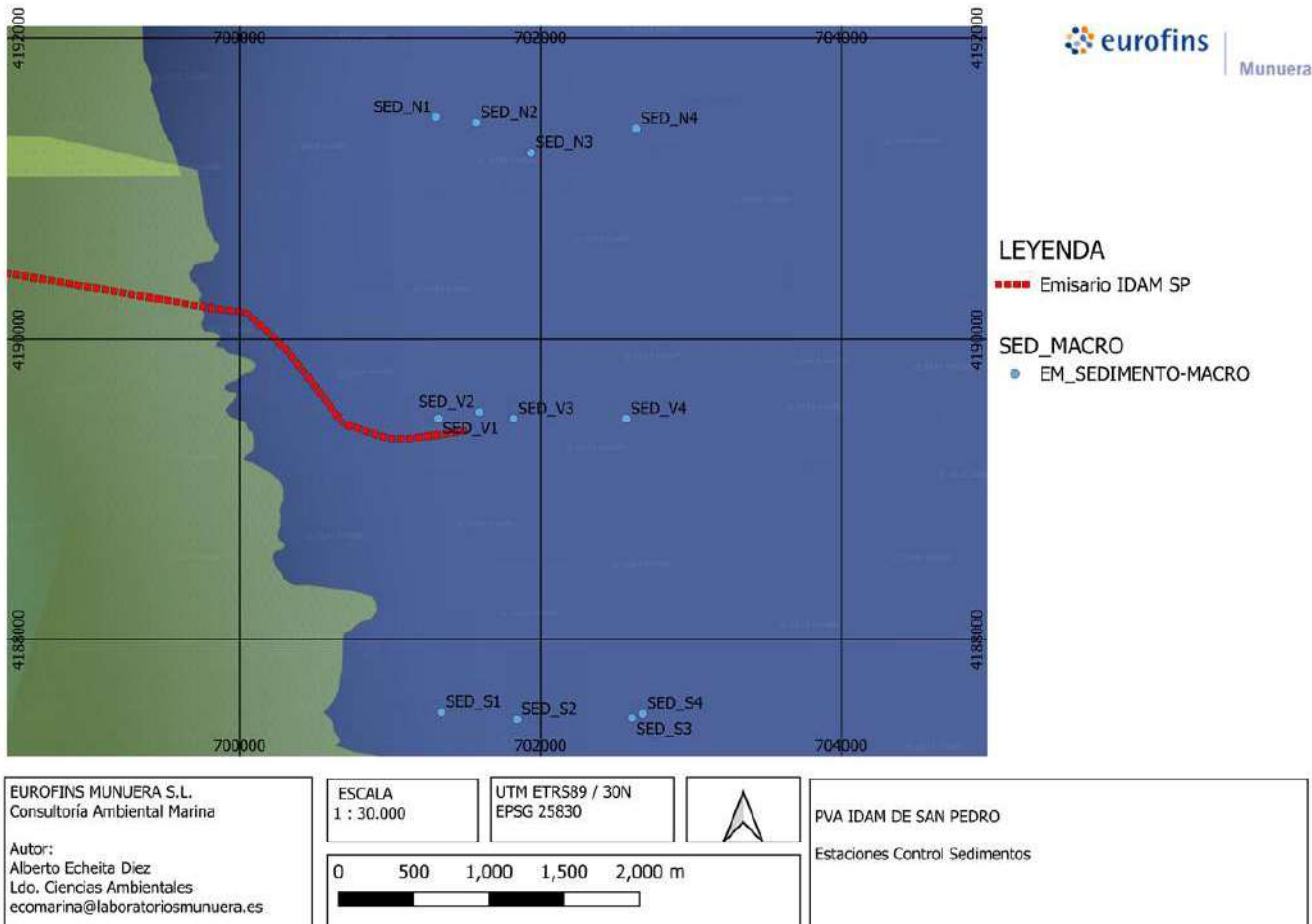 4192000
700000
702000
704000
4192000
eurofins
Munuera
SED_N1
SED_N2
SED_N4
SED_N3
LEYENDA
Emisario IDAM SP
4190000
4190000
SED_MACRO
EM_SEDIMENTO-MACRO
SED_V2
SED_V3
SED_V4
SED_V1
4188000
4188000
SED_S1
SED_S2
SED_S4
SED_S3
700000
702000
704000
EUROFINS MUNUERA S.L.
Consultoría Ambiental Marina
Autor:
Alberto Echeita Diez
Ldo. Ciencias Ambientales
ecomarina@laboratoriosmunuera.es
ESCALA
1 : 30.000
UTM ETRS89 / 30N
EPSG 25830
0 500 1,000 1,500 2,000 m
PVA IDAM DE SAN PEDRO
Estaciones Control Sedimentos